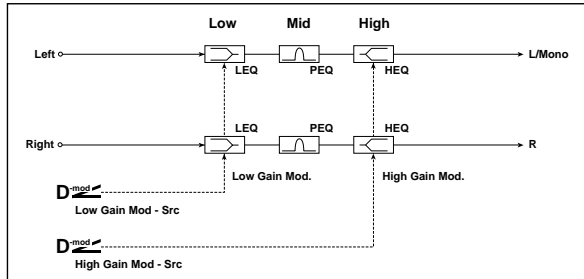 Low Mid High
Left L/Mono
LEQ PEQ HEQ
LEQ PEQ HEQ
Right R
D-mod Low Gain Mod. High Gain Mod.
Low Gain Mod - Src
D-mod
High Gain Mod - Src